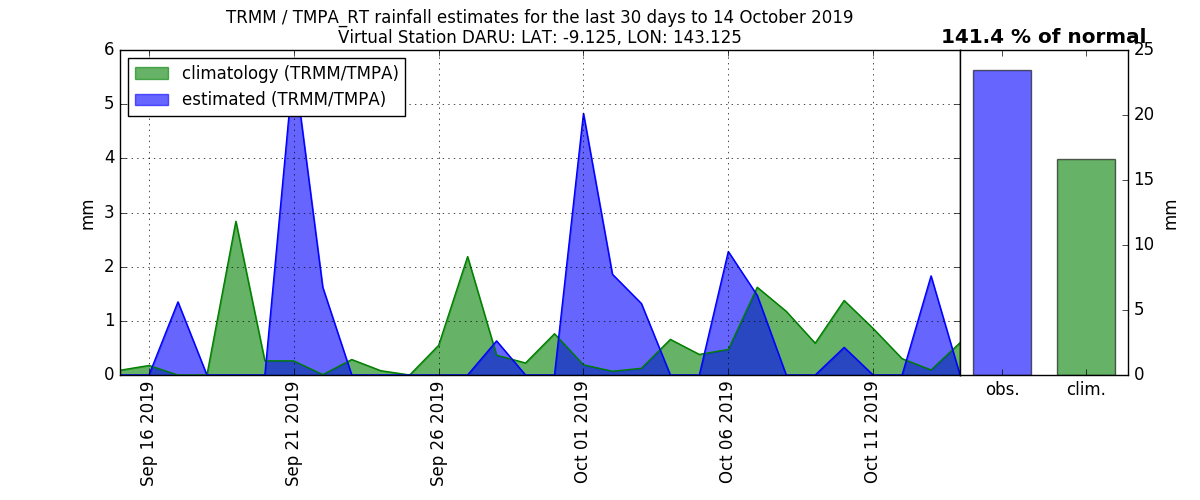 TRMM / TMPA_RT rainfall estimates for the last 30 days to 14 October 2019
Virtual Station DARU: LAT: -9.125, LON: 143.125
141.4 % of normal
climatology (TRMM/TMPA)
estimated (TRMM/TMPA)
6
5
4
3
2
1
0
mm
Sep 16 2019
Sep 21 2019
Sep 26 2019
Oct 01 2019
Oct 06 2019
Oct 11 2019
obs.
clim.
25
20
15
10
5
0
mm